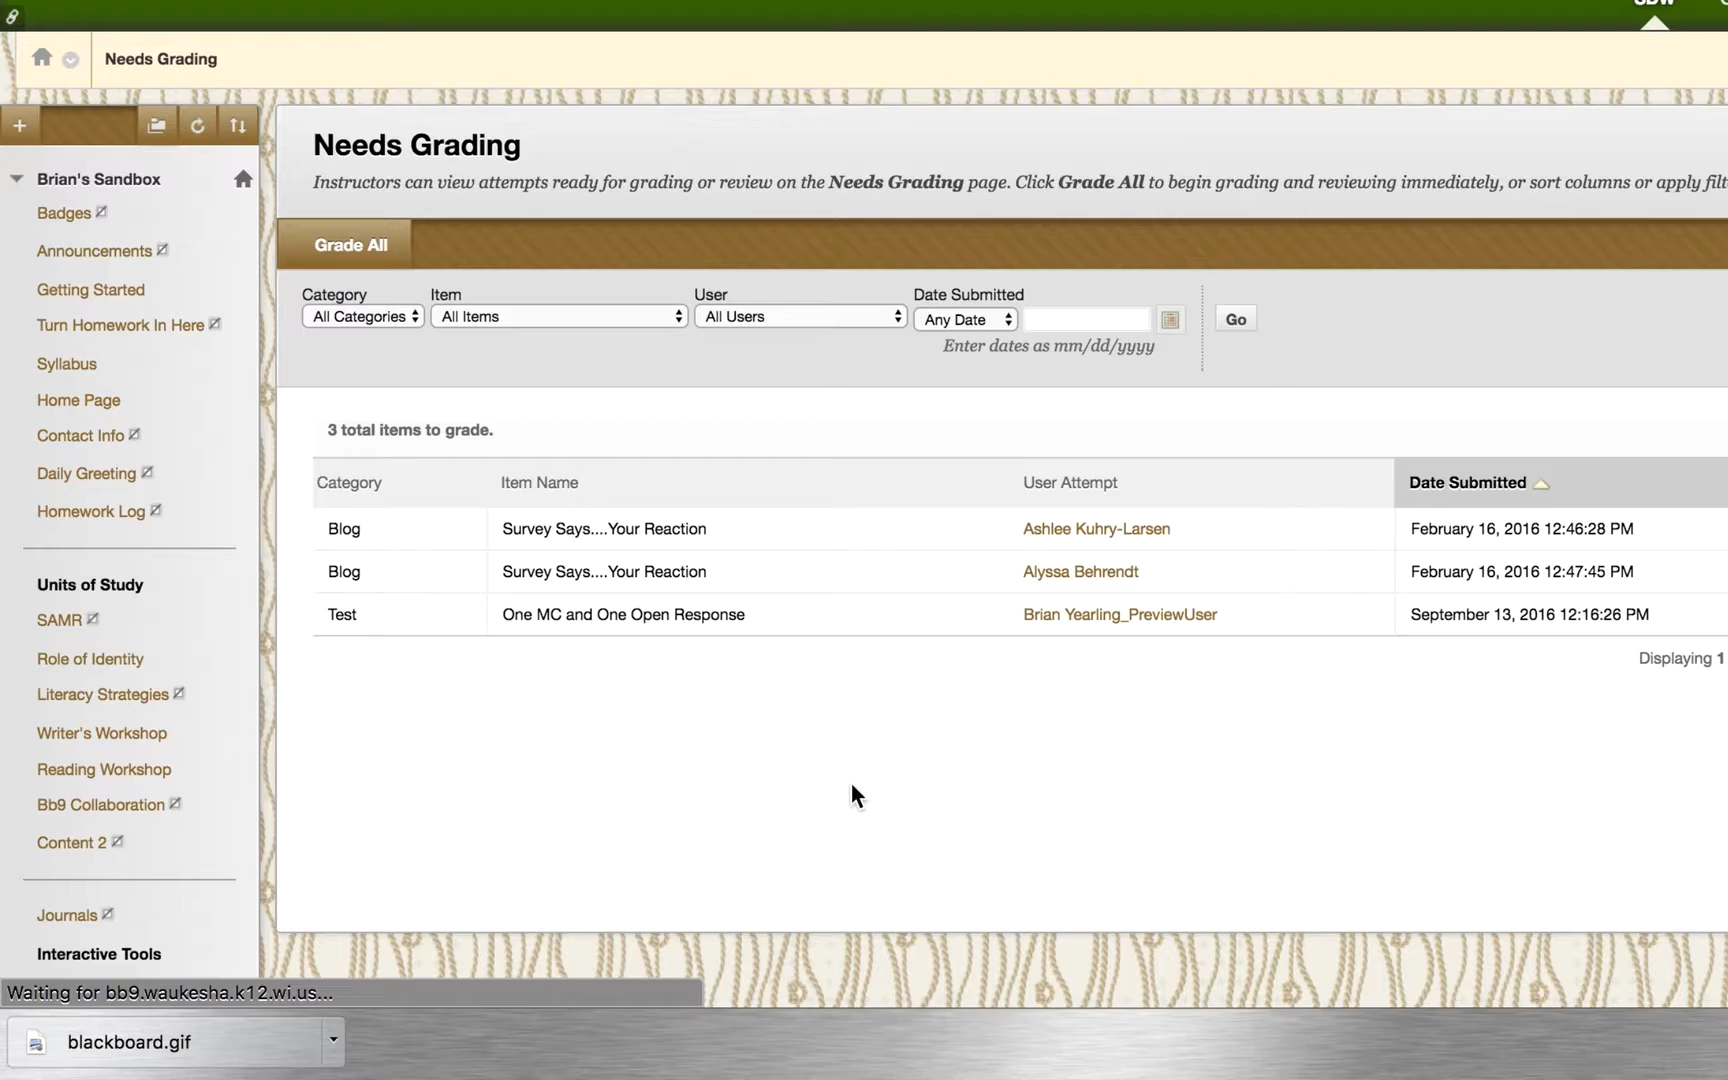 Needs Grading
Brian's Sandbox
Badges
Announcements
Getting Started
Turn Homework In Here
Syllabus
Home Page
Contact Info
Daily Greeting
Homework Log
Units of Study
SAMR
Role of Identity
Literacy Strategies
Writer's Workshop
Reading Workshop
Bb9 Collaboration
Content 2
Journals
Interactive Tools
Needs Grading
Instructors can view attempts ready for grading or review on the Needs Grading page. Click Grade All to begin grading and reviewing immediately, or sort columns or apply filt
Grade All
Category Item User Date Submitted
All Categories All Items All Users Any Date Go
Enter dates as mm/dd/yyyy
3 total items to grade.
Category Item Name User Attempt Date Submitted
Blog Survey Says....Your Reaction Ashlee Kuhry-Larsen February 16, 2016 12:46:28 PM
Blog Survey Says....Your Reaction Alyssa Behrendt February 16, 2016 12:47:45 PM
Test One MC and One Open Response Brian Yearling_PreviewUser September 13, 2016 12:16:26 PM
Displaying 1
Waiting for bb9.waukesha.k12.wi.us...
blackboard.gif